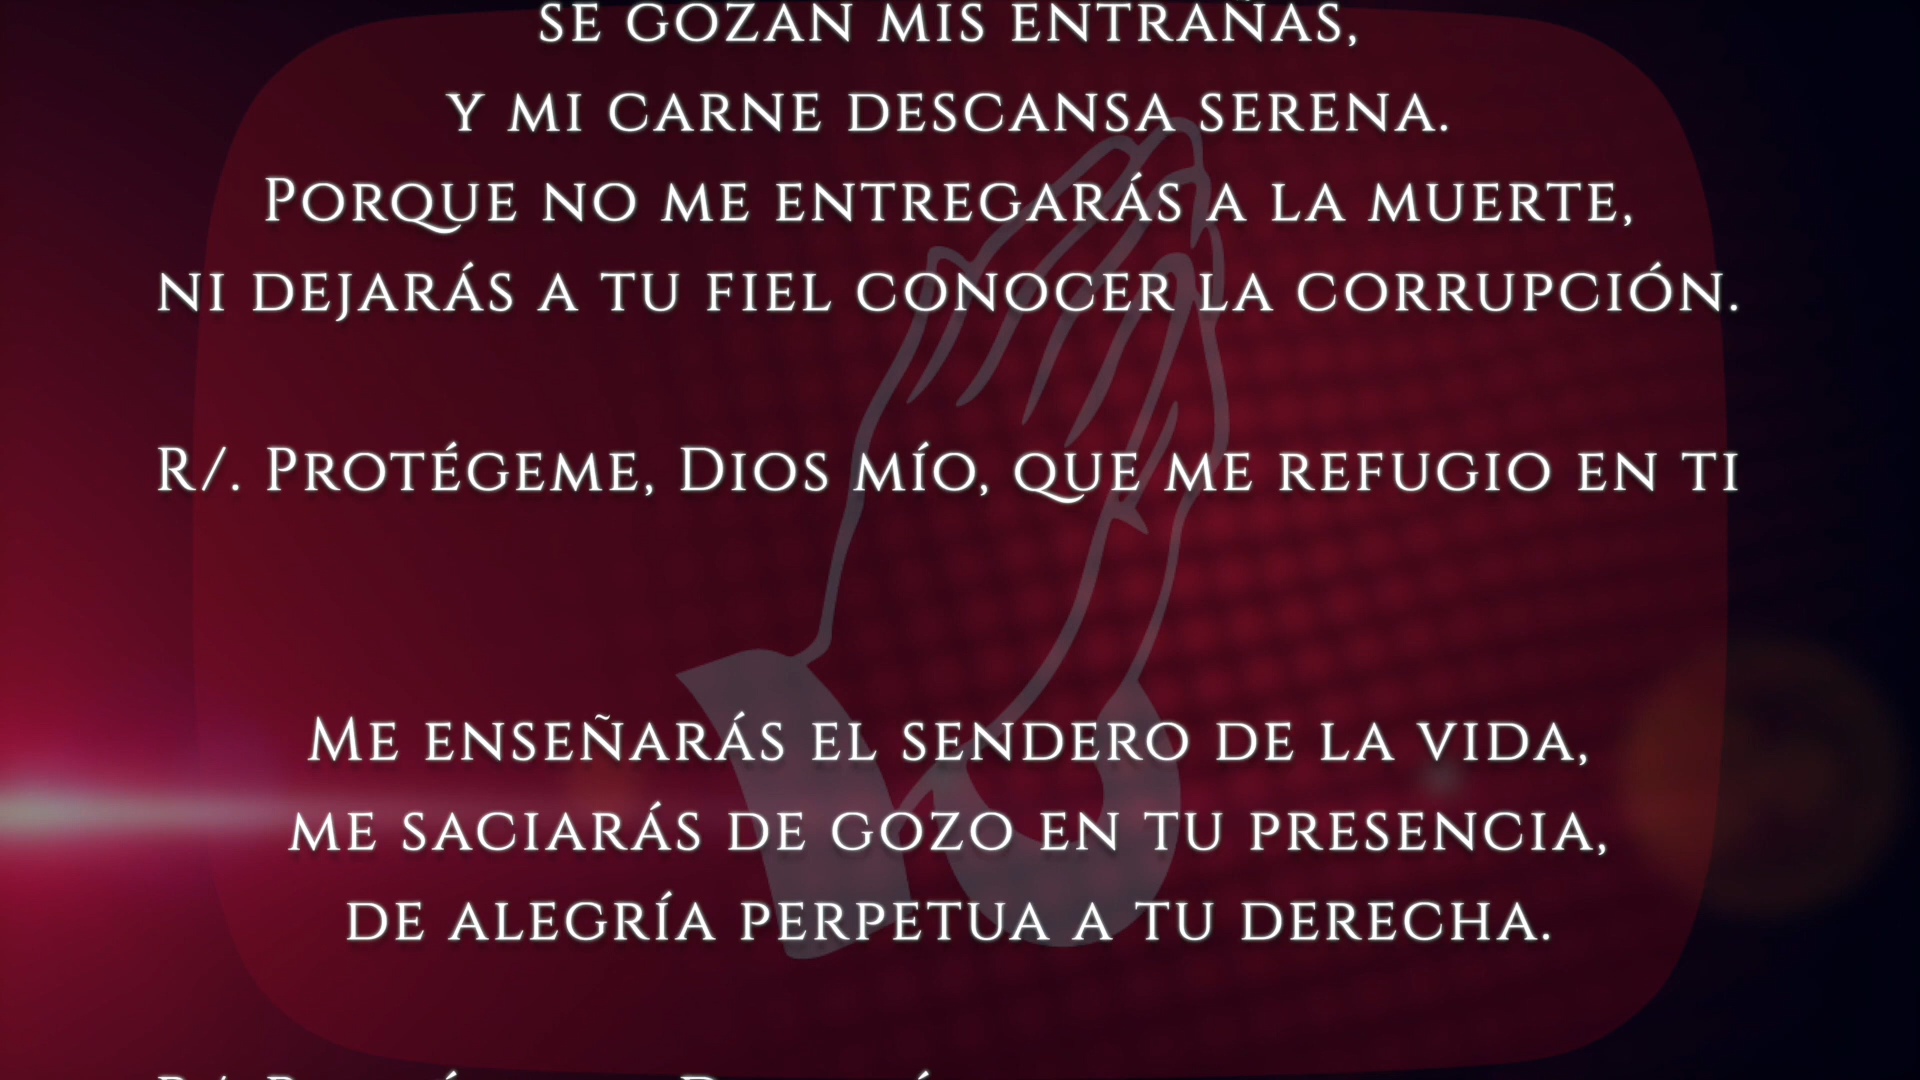 se gozan mis entrañas,
y mi carne descansa serena.
Porque no me entregarás a la muerte,
ni dejarás a tu fiel conocer la corrupción.
R/. Protégeme, Dios mío, que me refugio en ti
Me enseñarás el sendero de la vida,
me saciarás de gozo en tu presencia,
de alegría perpetua a tu derecha.